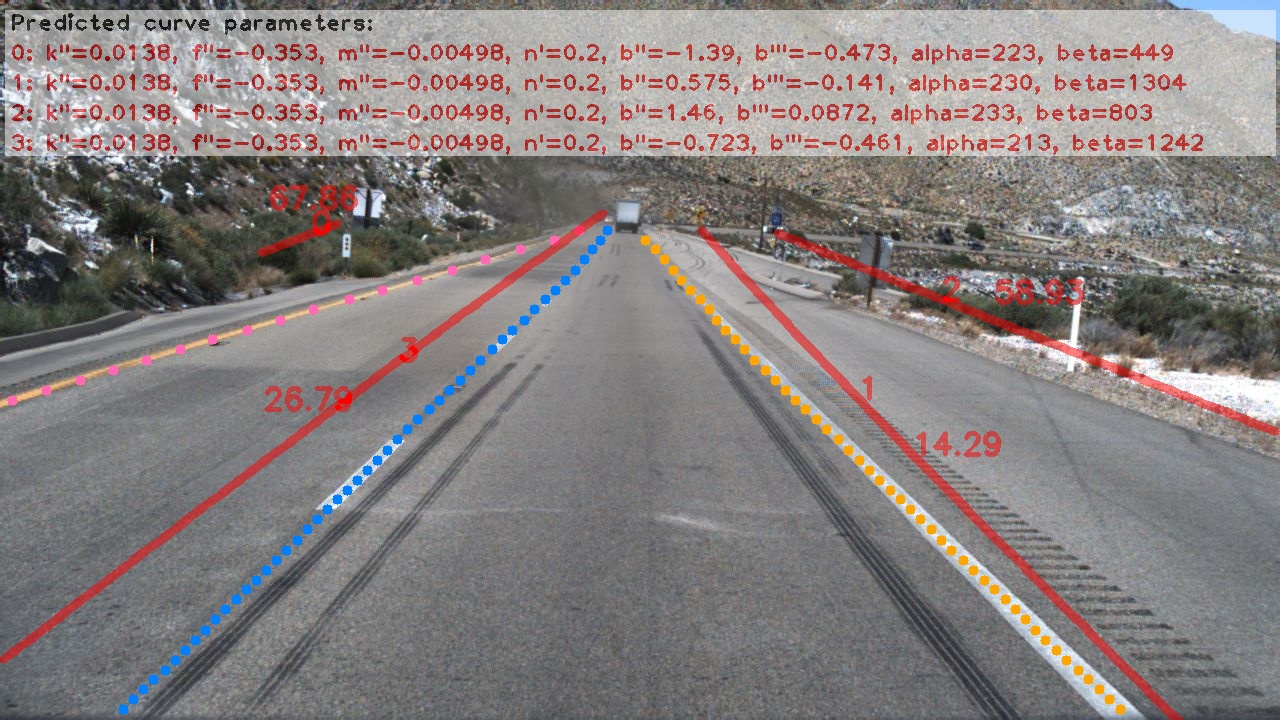 Predicted curve parameters:
0: k''=0.0138, f''=−0.353, m''=−0.00498, n'=0.2, b''=−1.39, b'''=−0.473, alpha=223, beta=449
1: k''=0.0138, f''=−0.353, m''=−0.00498, n'=0.2, b''=0.575, b'''=−0.141, alpha=230, beta=1304
2: k''=0.0138, f''=−0.353, m''=−0.00498, n'=0.2, b''=1.46, b'''=0.0872, alpha=233, beta=803
3: k''=0.0138, f''=−0.353, m''=−0.00498, n'=0.2, b''=−0.723, b'''=−0.461, alpha=213, beta=1242
67.86
0
2 58.93
3
1
26.79
14.29